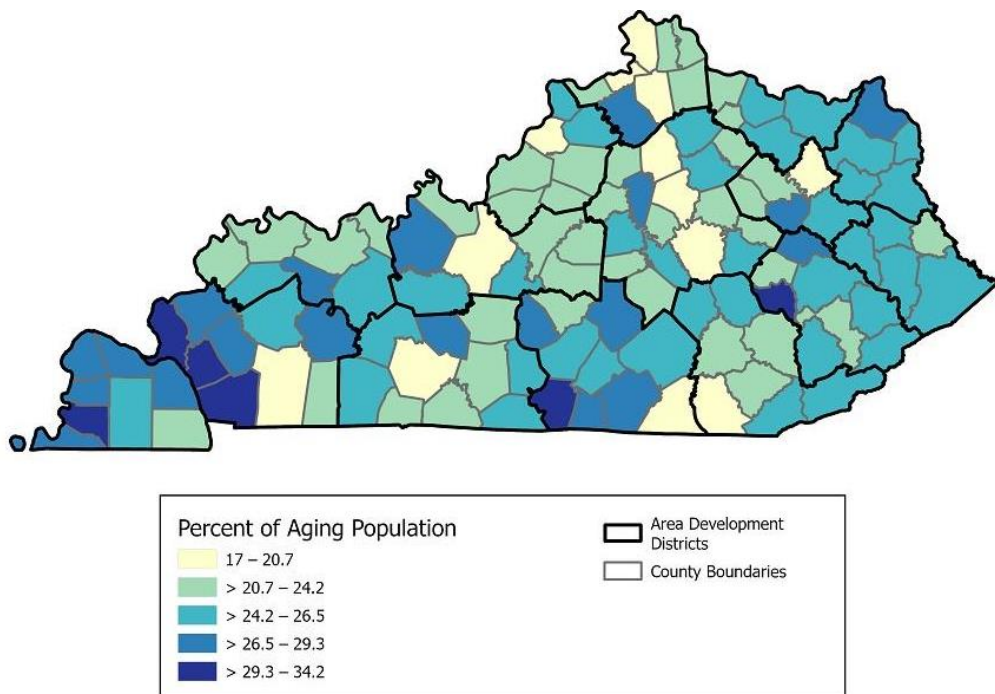 Percent of Aging Population
17 – 20.7
> 20.7 – 24.2
> 24.2 – 26.5
> 26.5 – 29.3
> 29.3 – 34.2
Area Development
Districts
County Boundaries